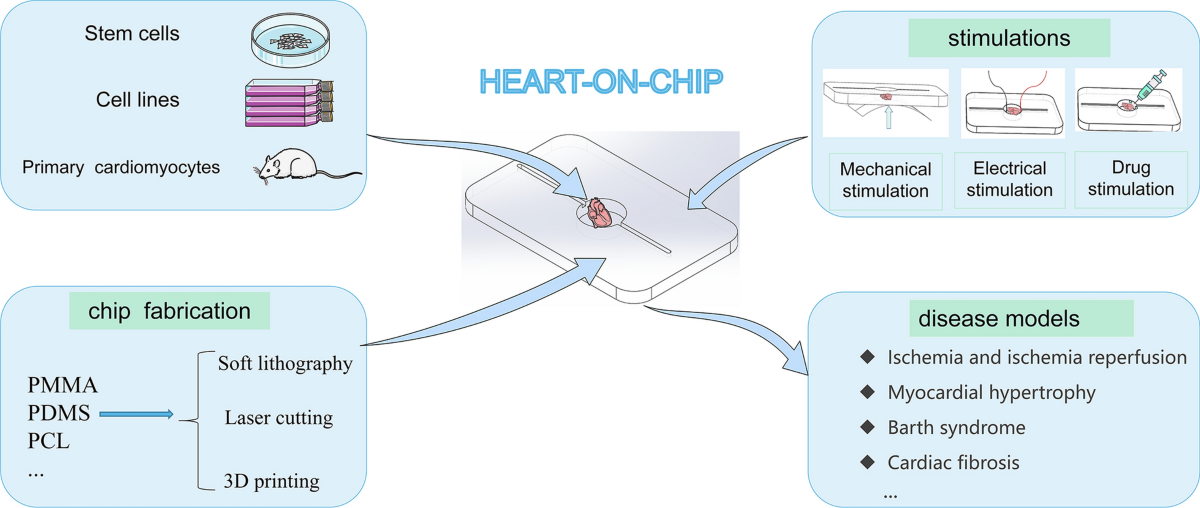 Stem cells
Cell lines
Primary cardiomyocytes
HEART-ON-CHIP
stimulations
Mechanical
stimulation
Electrical
stimulation
Drug
stimulation
chip fabrication
PMMA
PDMS
PCL
...
Soft lithography
Laser cutting
3D printing
disease models
◆ Ischemia and ischemia reperfusion
◆ Myocardial hypertrophy
◆ Barth syndrome
◆ Cardiac fibrosis
...